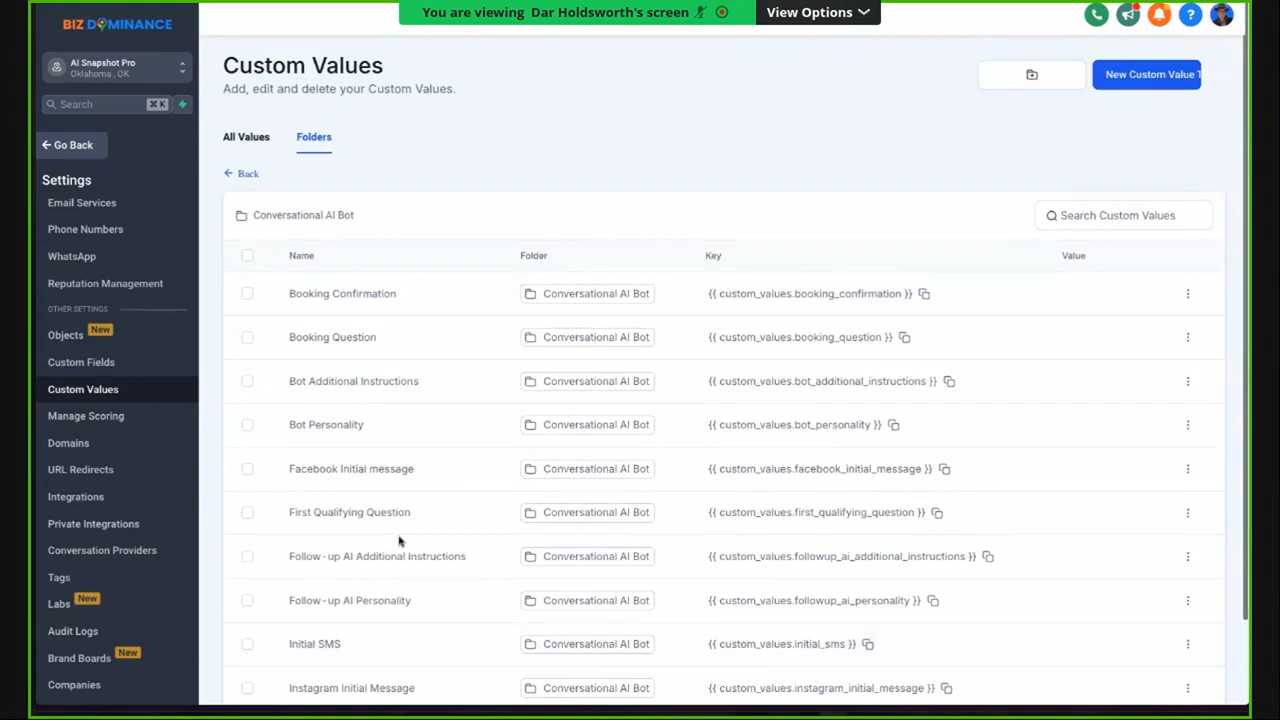 You are viewing Dar Holdsworth's screen
View Options
BIZ DOMINANCE
AI Snapshot Pro
Oklahoma , OK
Search
⌘ K
Go Back
Settings
Email Services
Phone Numbers
WhatsApp
Reputation Management
OTHER SETTINGS
Objects New
Custom Fields
Custom Values
Manage Scoring
Domains
URL Redirects
Integrations
Private Integrations
Conversation Providers
Tags
Labs New
Audit Logs
Brand Boards New
Companies
Custom Values
Add, edit and delete your Custom Values.
New Custom Value
All Values Folders
Back
Conversational AI Bot
Search Custom Values
Name Folder Key Value
Booking Confirmation Conversational AI Bot {{ custom_values.booking_confirmation }}
Booking Question Conversational AI Bot {{ custom_values.booking_question }}
Bot Additional Instructions Conversational AI Bot {{ custom_values.bot_additional_instructions }}
Bot Personality Conversational AI Bot {{ custom_values.bot_personality }}
Facebook Initial message Conversational AI Bot {{ custom_values.facebook_initial_message }}
First Qualifying Question Conversational AI Bot {{ custom_values.first_qualifying_question }}
Follow-up AI Additional Instructions Conversational AI Bot {{ custom_values.followup_ai_additional_instructions }}
Follow-up AI Personality Conversational AI Bot {{ custom_values.followup_ai_personality }}
Initial SMS Conversational AI Bot {{ custom_values.initial_sms }}
Instagram Initial Message Conversational AI Bot {{ custom_values.instagram_initial_message }}